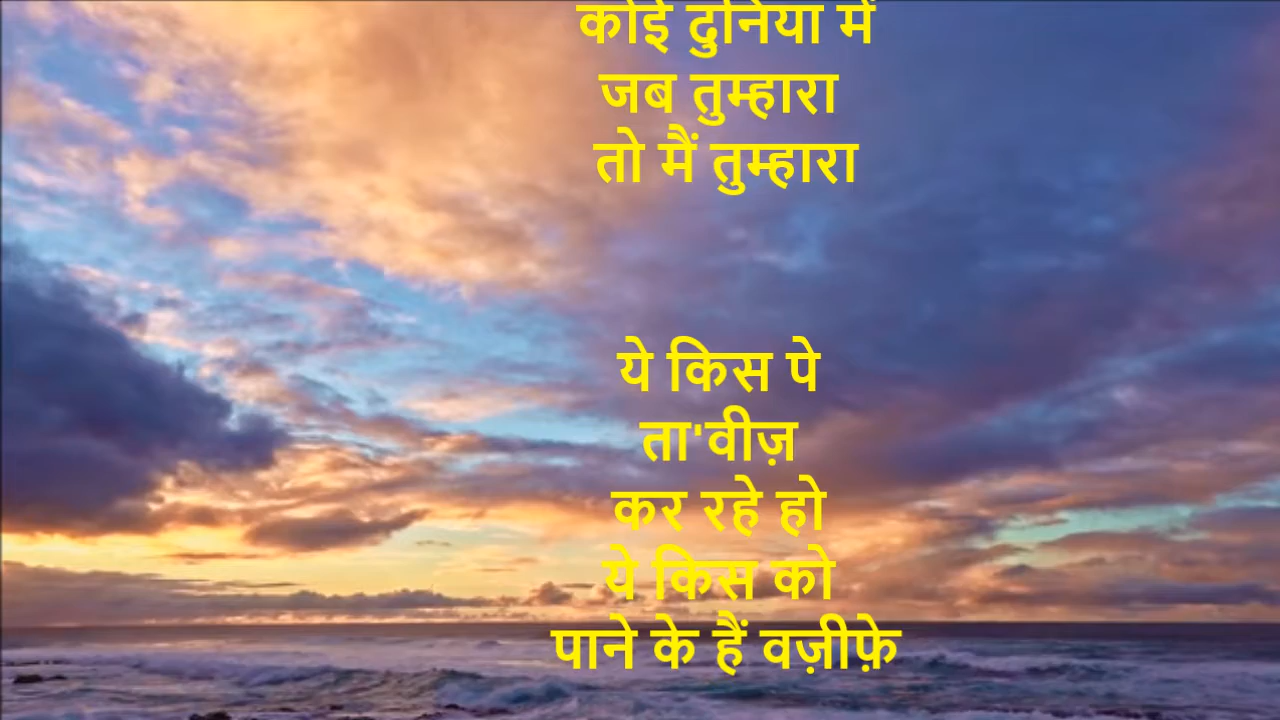 कोई दुनिया में
जब तुम्हारा
तो मैं तुम्हारा
ये किस पे
ता'वीज़
कर रहे हो
ये किस को
पाने के हैं वज़ीफ़े